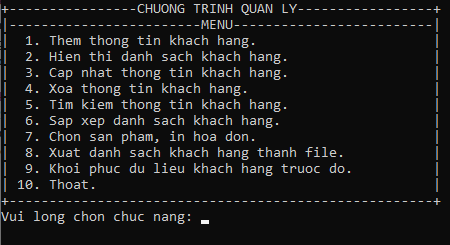 +----------------CHUONG TRINH QUAN LY-----------------+
|------------------------MENU-------------------------|
|  1. Them thong tin khach hang.                      |
|  2. Hien thi danh sach khach hang.                  |
|  3. Cap nhat thong tin khach hang.                  |
|  4. Xoa thong tin khach hang.                       |
|  5. Tim kiem thong tin khach hang.                  |
|  6. Sap xep danh sach khach hang.                   |
|  7. Chon san pham, in hoa don.                      |
|  8. Xuat danh sach khach hang thanh file.           |
|  9. Khoi phuc du lieu khach hang truoc do.          |
| 10. Thoat.                                          |
+-----------------------------------------------------+
Vui long chon chuc nang: